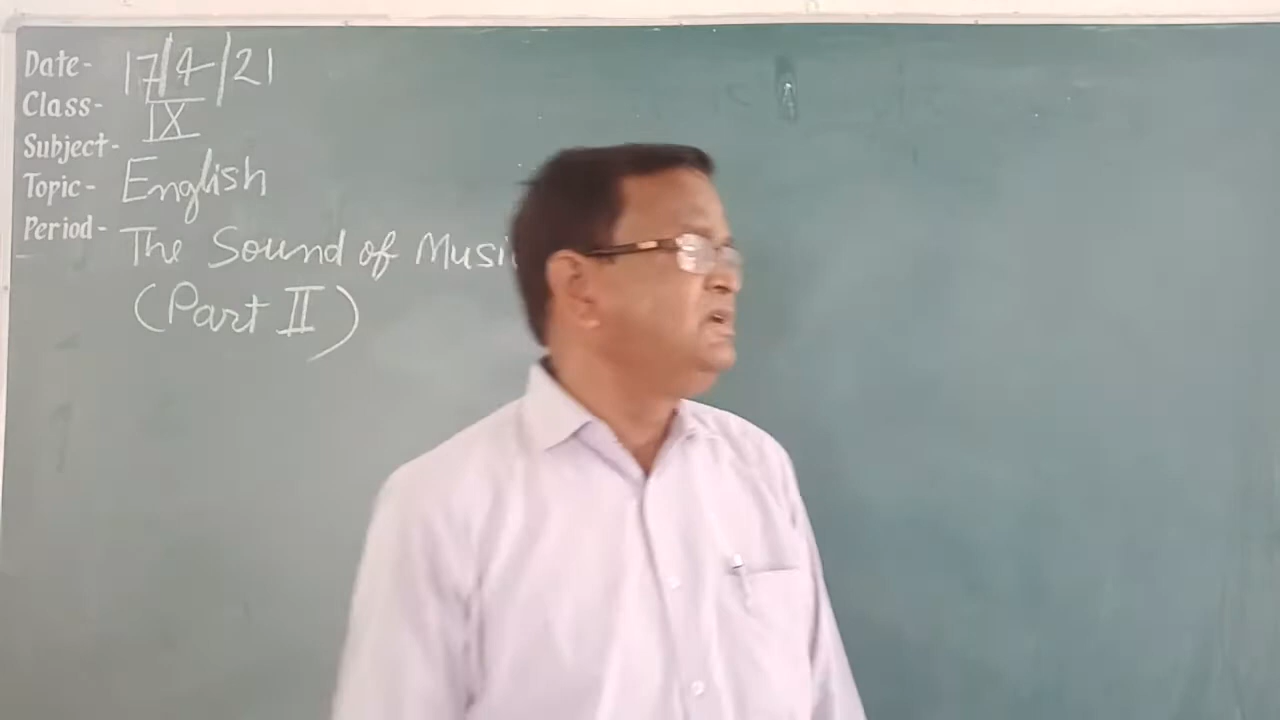 Date- 17/4/21
Class- IX
Subject-
Topic- English
Period- The Sound of Musi
(Part II)